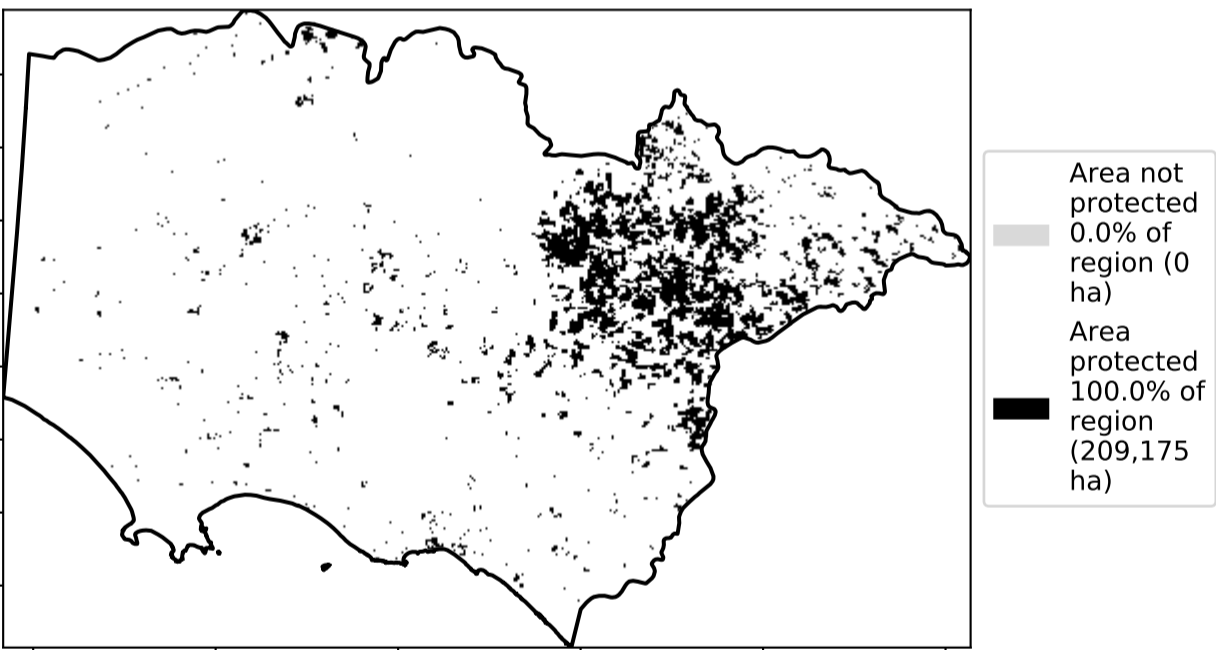 Area not
protected
0.0% of
region (0
ha)
Area
protected
100.0% of
region
(209,175
ha)